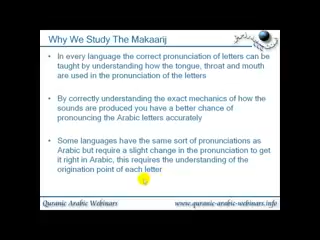 Why We Study The Makaarij
• In every language the correct pronunciation of letters can be
taught by understanding how the tongue, throat and mouth
are used in the pronunciation of the letters
• By correctly understanding the exact mechanics of how the
sounds are produced you have a better chance of
pronouncing the Arabic letters accurately
• Some languages have the same sort of pronunciations as
Arabic but require a slight change in the pronunciation to get
it right in Arabic, this requires the understanding of the
origination point of each letter
Quranic Arabic Webinars
www.quranic-arabic-webinars.info